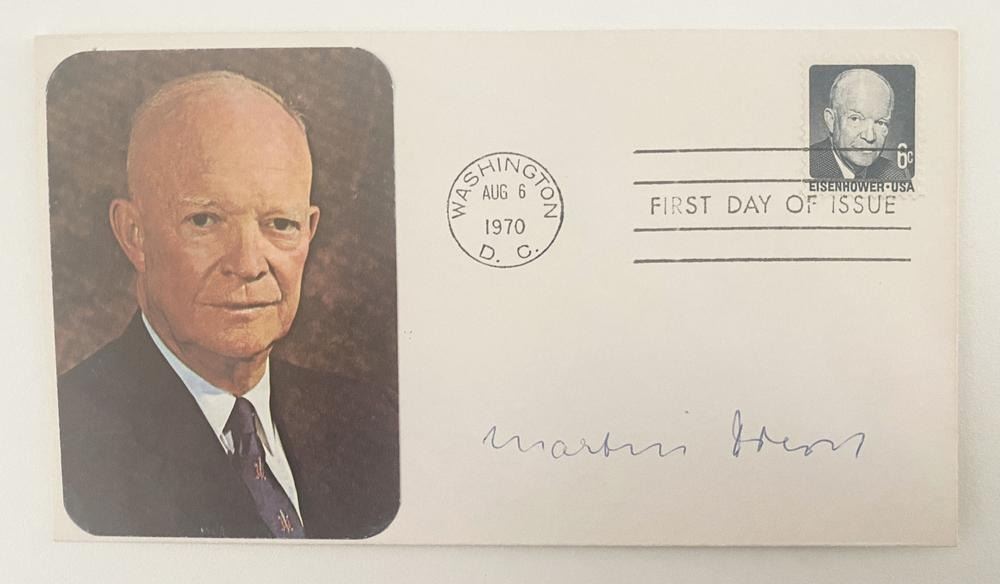 WASHINGTON
AUG 6
1970
D. C.
6c
EISENHOWER·USA
FIRST DAY OF ISSUE
Martin